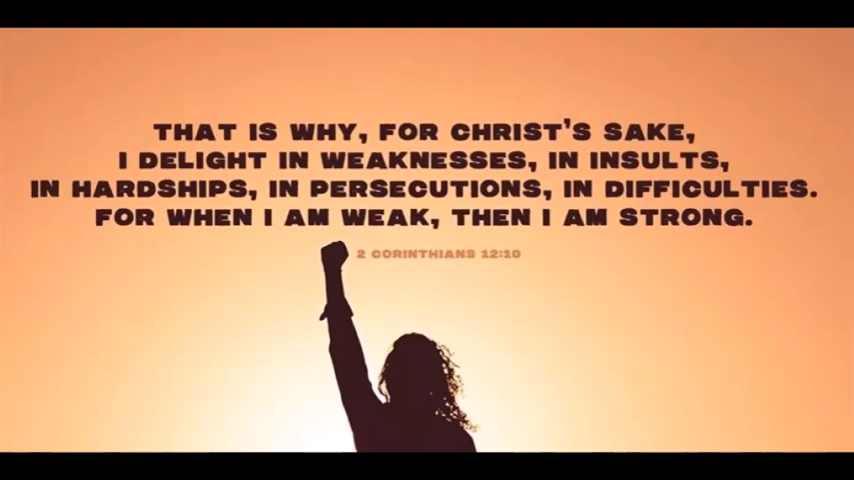 THAT IS WHY, FOR CHRIST'S SAKE,
I DELIGHT IN WEAKNESSES, IN INSULTS,
IN HARDSHIPS, IN PERSECUTIONS, IN DIFFICULTIES.
FOR WHEN I AM WEAK, THEN I AM STRONG.
2 CORINTHIANS 12:10